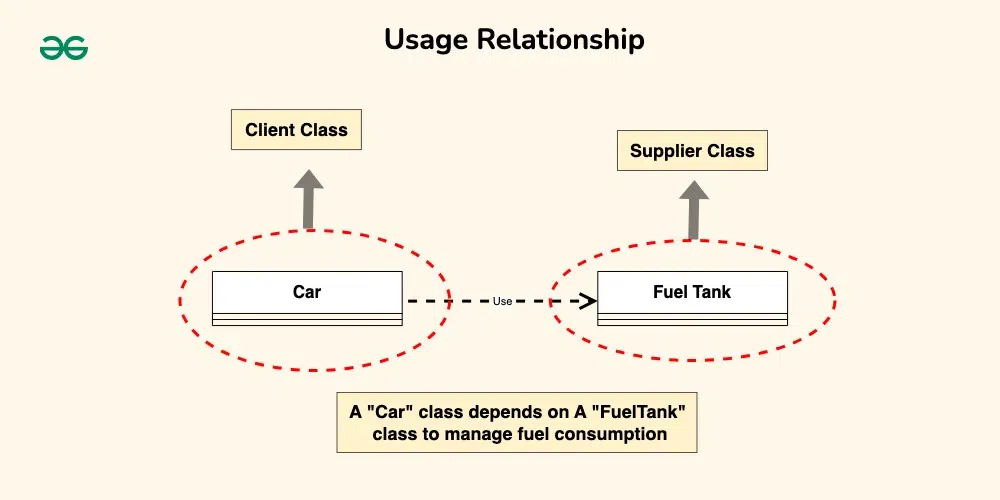 Usage Relationship
Client Class
Supplier Class
Car
Use
Fuel Tank
A "Car" class depends on A "FuelTank"
class to manage fuel consumption